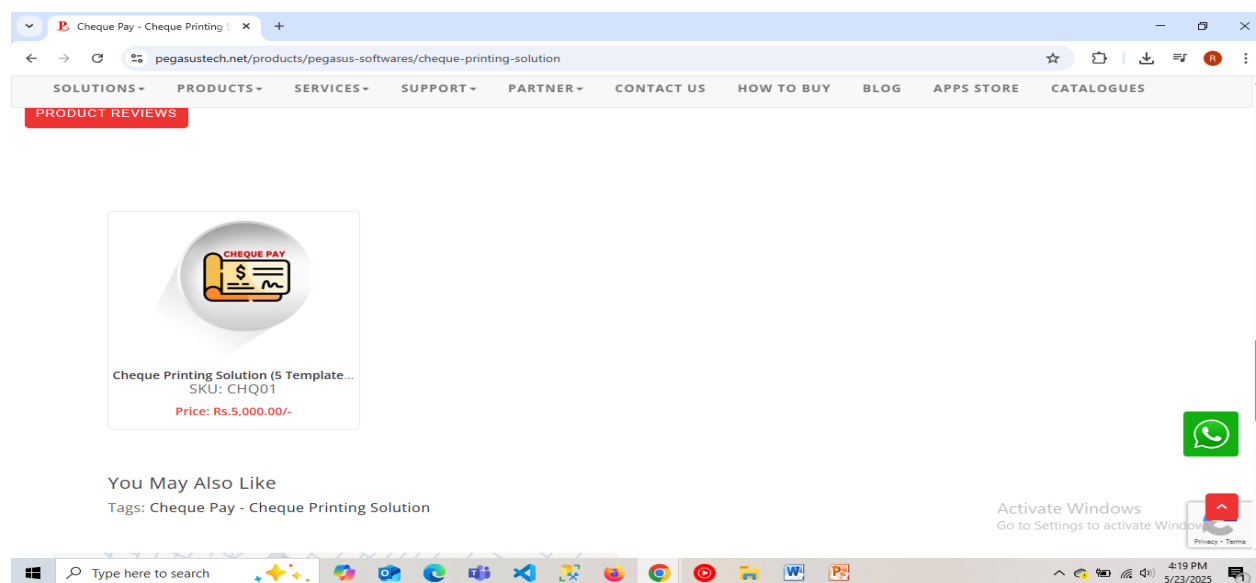 Cheque Pay - Cheque Printing S
pegasustech.net/products/pegasus-softwares/cheque-printing-solution
R
SOLUTIONS PRODUCTS SERVICES SUPPORT PARTNER CONTACT US HOW TO BUY BLOG APPS STORE CATALOGUES
PRODUCT REVIEWS
CHEQUE PAY
$
Cheque Printing Solution (5 Template...
SKU: CHQ01
Price: Rs.5,000.00/-
You May Also Like
Tags: Cheque Pay - Cheque Printing Solution
Activate Windows
Go to Settings to activate Windows
Privacy - Terms
Type here to search
4:19 PM
5/23/2025